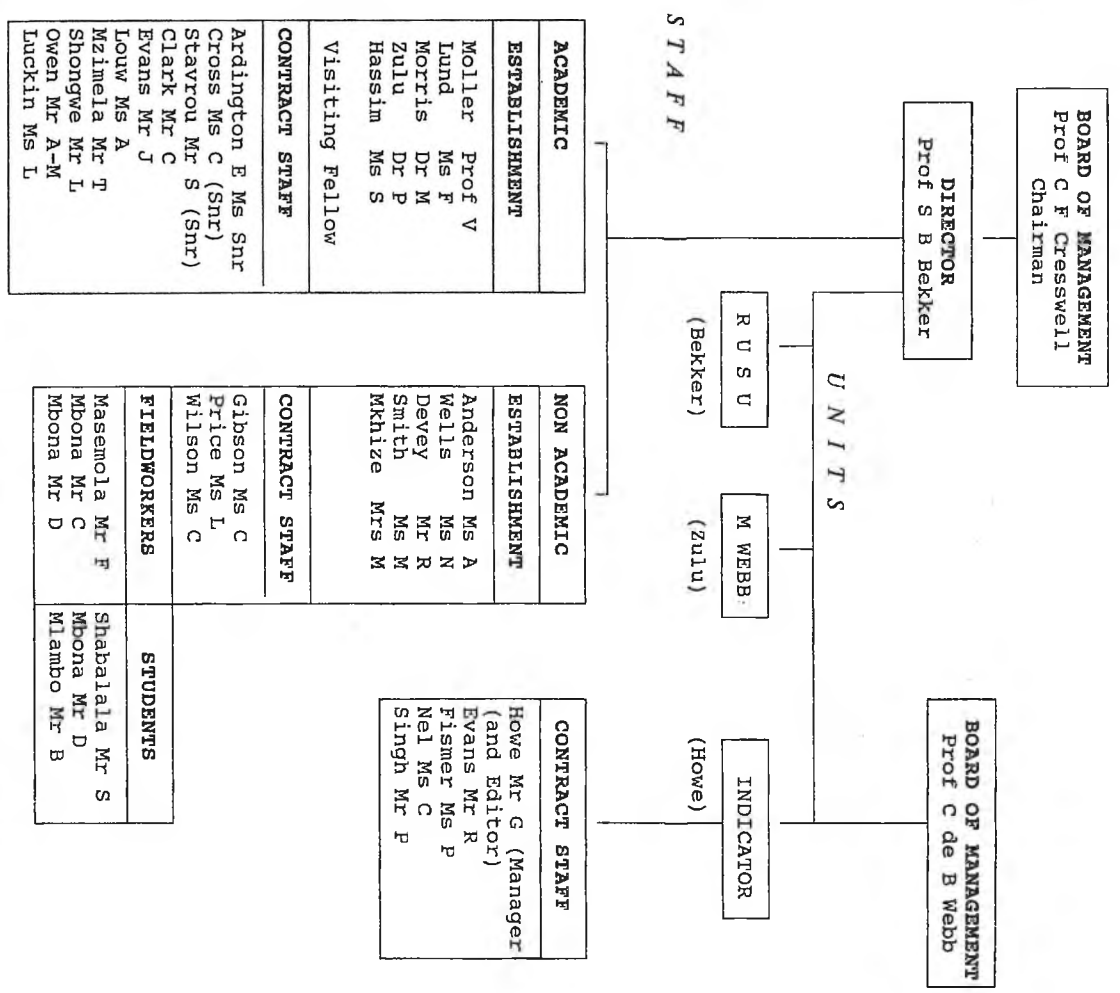 BOARD OF MANAGEMENT
Prof C F Cresswell
Chairman
BOARD OF MANAGEMENT
Prof C de B Webb
DIRECTOR
Prof S B Bekker
U N I T S
R U S U
(Bekker)
M WEBB
(Zulu)
INDICATOR
(Howe)
S T A F F
ACADEMIC
ESTABLISHMENT
Moller Prof V
Lund Ms F
Morris Dr M
Zulu Dr P
Hassim Ms S
Visiting Fellow
CONTRACT STAFF
Ardington E Ms Snr
Cross Ms C (Snr)
Stavrou Mr S (Snr)
Clark Mr C
Evans Mr J
Louw Ms A
Mzimela Mr T
Shongwe Mr L
Owen Mr A-M
Luckin Ms L
NON ACADEMIC
ESTABLISHMENT
Anderson Ms A
Wells Ms N
Devey Mr R
Smith Ms M
Mkhize Mrs M
CONTRACT STAFF
Gibson Ms C
Price Ms L
Wilson Ms C
FIELDWORKERS
Masemola Mr F
Mbona Mr C
Mbona Mr D
STUDENTS
Shabalala Mr S
Mbona Mr D
Mlambo Mr B
CONTRACT STAFF
Howe Mr G (Manager
(and Editor)
Evans Mr R
Fismer Ms P
Nel Ms C
Singh Mr P